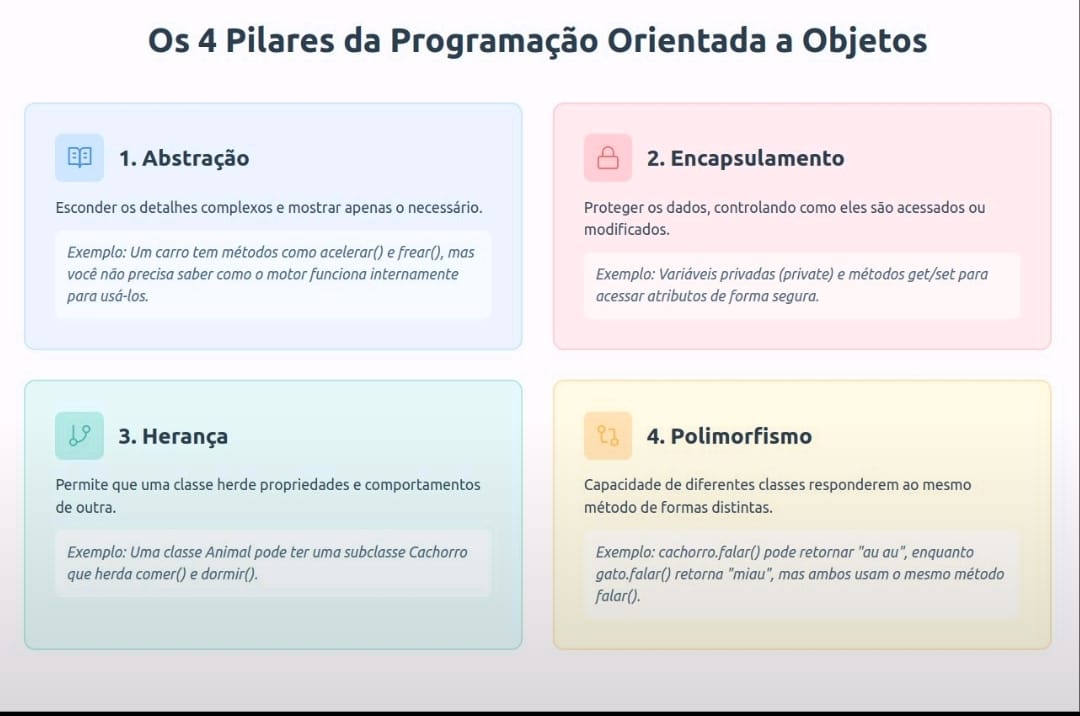 Os 4 Pilares da Programação Orientada a Objetos
1. Abstração
Esconder os detalhes complexos e mostrar apenas o necessário.
Exemplo: Um carro tem métodos como acelerar() e frear(), mas
você não precisa saber como o motor funciona internamente
para usá-los.
2. Encapsulamento
Proteger os dados, controlando como eles são acessados ou
modificados.
Exemplo: Variáveis privadas (private) e métodos get/set para
acessar atributos de forma segura.
3. Herança
Permite que uma classe herde propriedades e comportamentos
de outra.
Exemplo: Uma classe Animal pode ter uma subclasse Cachorro
que herda comer() e dormir().
4. Polimorfismo
Capacidade de diferentes classes responderem ao mesmo
método de formas distintas.
Exemplo: cachorro.falar() pode retornar "au au", enquanto
gato.falar() retorna "miau", mas ambos usam o mesmo método
falar().